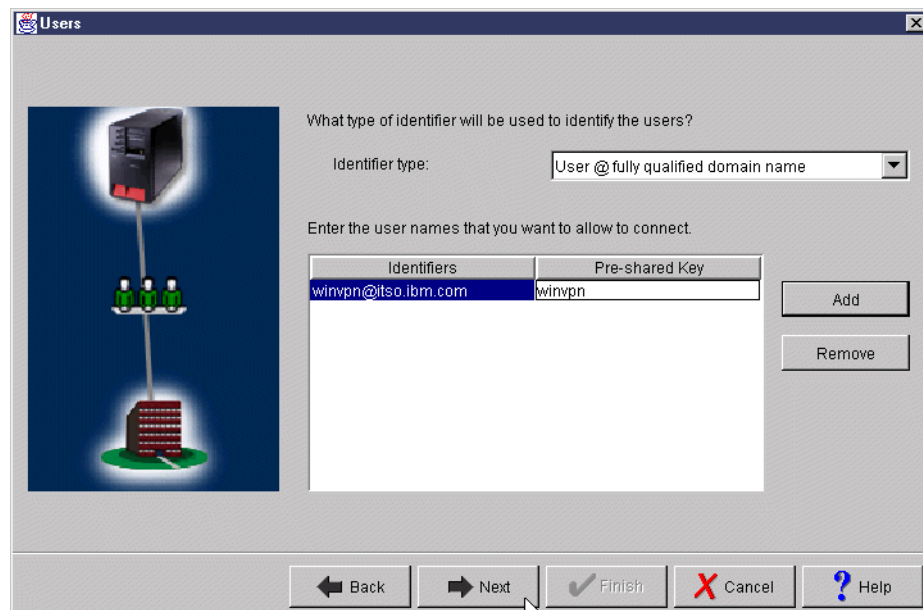 Users
What type of identifier will be used to identify the users?
Identifier type:
User @ fully qualified domain name
Enter the user names that you want to allow to connect.
Identifiers Pre-shared Key
winvpn@itso.ibm.com winvpn
Add
Remove
Back Next Finish Cancel ? Help